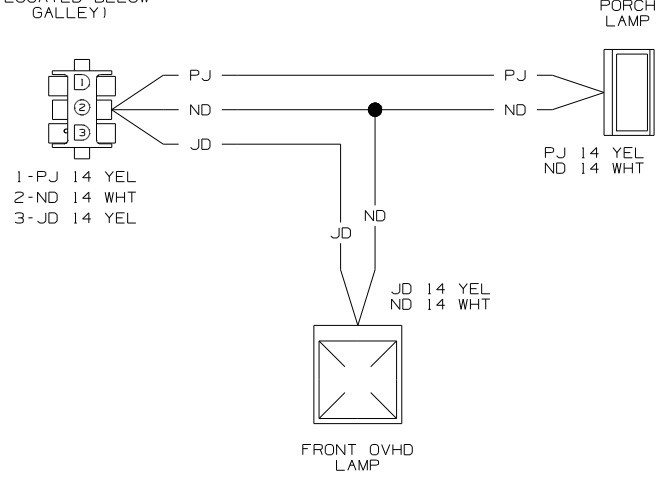 GALLEY)
PORCH
LAMP
1
2
3
PJ
ND
JD
PJ
ND
1-PJ 14 YEL
2-ND 14 WHT
3-JD 14 YEL
PJ 14 YEL
ND 14 WHT
ND
JD
JD 14 YEL
ND 14 WHT
FRONT OVHD
LAMP